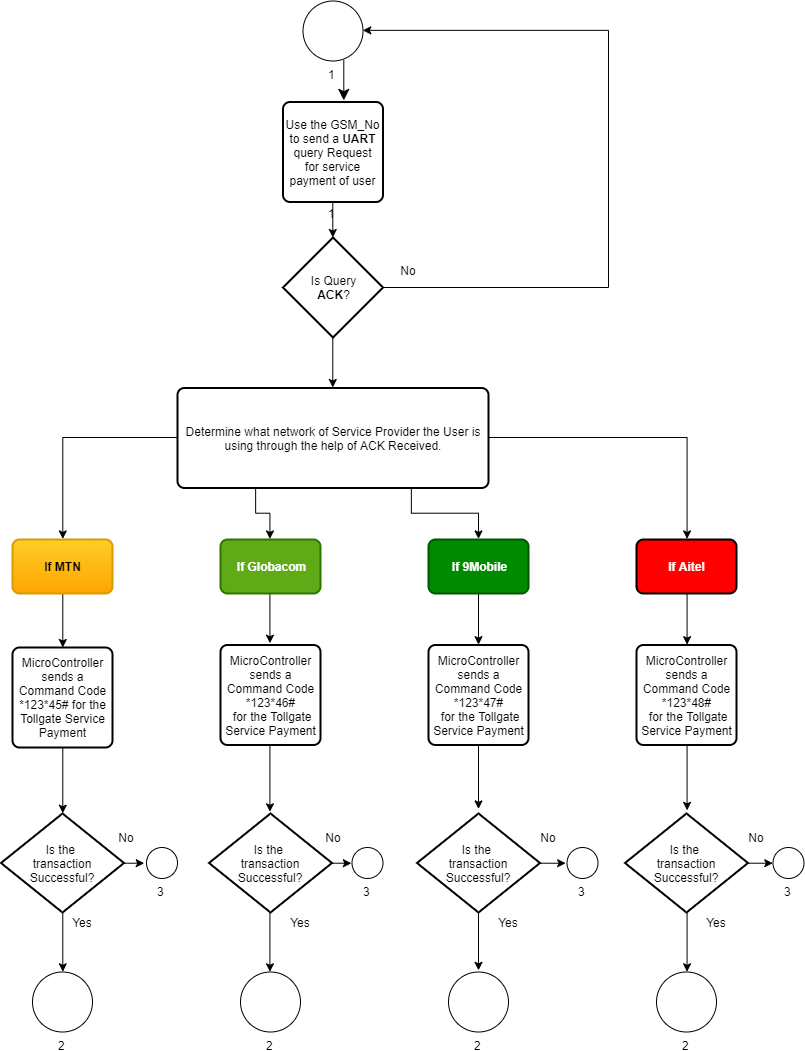 1
Use the GSM_No
to send a UART
query Request
for service
payment of user
1
Is Query
ACK?
No
Determine what network of Service Provider the User is
using through the help of ACK Received.
If MTN
If Globacom
If 9Mobile
If Aitel
MicroController
sends a
Command Code
*123*45# for the
Tollgate Service
Payment
MicroController
sends a
Command Code
*123*46#
for the Tollgate
Service Payment
MicroController
sends a
Command Code
*123*47#
for the Tollgate
Service Payment
MicroController
sends a
Command Code
*123*48#
for the Tollgate
Service Payment
Is the
transaction
Successful?
No
3
Yes
2
Is the
transaction
Successful?
No
3
Yes
2
Is the
transaction
Successful?
No
3
Yes
2
Is the
transaction
Successful?
No
3
Yes
2